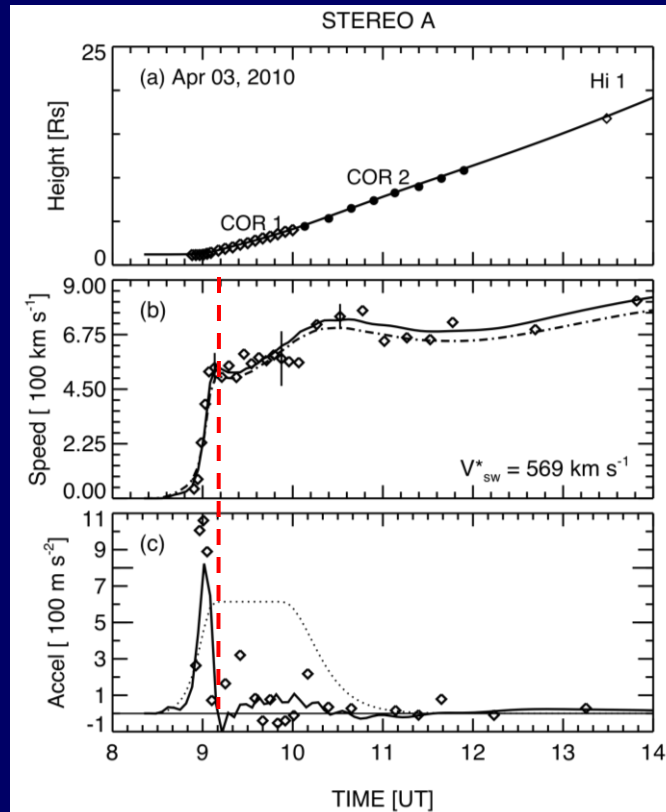 STEREO A
25
(a) Apr 03, 2010
Hi 1
Height [Rs]
COR 2
COR 1
0
9.00
(b)
6.75
Speed [ 100 km s⁻¹]
4.50
2.25
V*sw = 569 km s⁻¹
0.00
11
(c)
9
7
Accel [ 100 m s⁻²]
5
3
1
-1
8 9 10 11 12 13 14
TIME [UT]